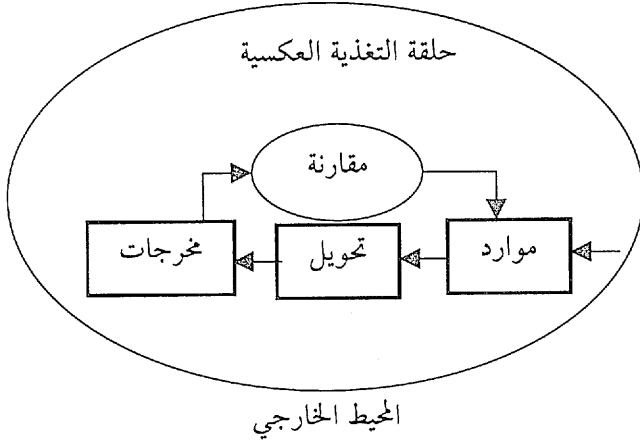 حلقة التغذية العكسية
مقارنة
موارد
تحويل
مخرجات
المحيط الخارجي